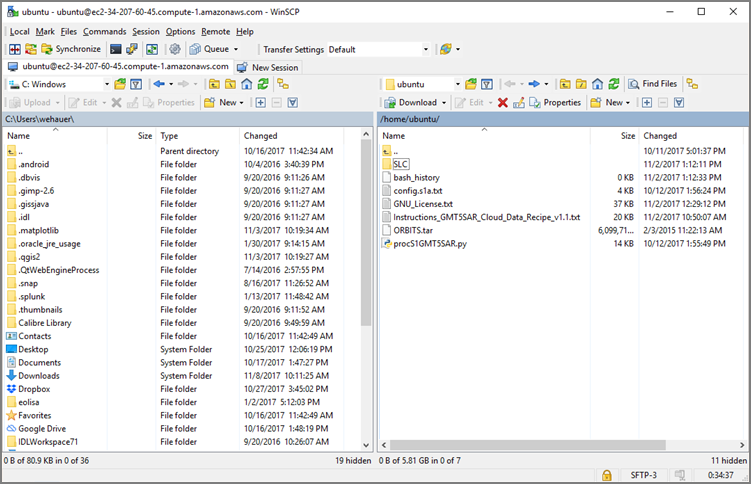 ubuntu - ubuntu@ec2-34-207-60-45.compute-1.amazonaws.com - WinSCP
Local Mark Files Commands Session Options Remote Help
Synchronize Queue Transfer Settings Default
ubuntu@ec2-34-207-60-45.compute-1.amazonaws.com New Session
C: Windows
Upload Edit Properties New
C:\Users\wehauer\
Name Size Type Changed
.. Parent directory 10/16/2017 11:42:34 AM
.android File folder 10/4/2016 3:40:39 PM
.dbvis File folder 9/20/2016 9:11:26 AM
.gimp-2.6 File folder 9/20/2016 9:11:27 AM
.gissjava File folder 9/20/2016 9:11:27 AM
.idl File folder 9/20/2016 9:11:27 AM
.matplotlib File folder 11/3/2017 10:19:34 AM
.oracle_jre_usage File folder 1/30/2017 9:14:15 AM
.qgis2 File folder 11/3/2017 10:19:27 AM
.QtWebEngineProcess File folder 7/14/2016 2:57:55 PM
.snap File folder 8/16/2017 11:26:52 AM
.splunk File folder 1/13/2017 11:48:42 AM
.thumbnails File folder 9/20/2016 9:11:52 AM
Calibre Library File folder 9/20/2016 9:49:59 AM
Contacts File folder 10/16/2017 11:42:49 AM
Desktop System Folder 10/25/2017 12:06:19 PM
Documents System Folder 10/17/2017 1:47:27 PM
Downloads System Folder 11/8/2017 10:11:25 AM
Dropbox File folder 10/27/2017 3:45:02 PM
eolisa File folder 1/2/2017 5:12:03 PM
Favorites File folder 10/16/2017 11:42:49 AM
Google Drive File folder 10/16/2017 1:48:19 PM
IDLWorkspace71 File folder 9/20/2016 10:26:07 AM
0 B of 80.9 KB in 0 of 36 19 hidden
ubuntu Find Files
Download Edit Properties New
/home/ubuntu/
Name Size Changed
.. 10/11/2017 5:01:37 PM
SLC 11/2/2017 1:12:11 PM
bash_history 0 KB 11/2/2017 1:12:33 PM
config.s1a.txt 4 KB 10/12/2017 1:56:24 PM
GNU_License.txt 37 KB 11/2/2017 12:29:12 PM
Instructions_GMT5SAR_Cloud_Data_Recipe_v1.1.txt 20 KB 11/2/2017 10:50:07 AM
ORBITS.tar 6,099,71... 2/3/2015 11:22:13 AM
procS1GMT5SAR.py 14 KB 10/12/2017 1:55:49 PM
0 B of 5.81 GB in 0 of 7 11 hidden
SFTP-3 0:34:37